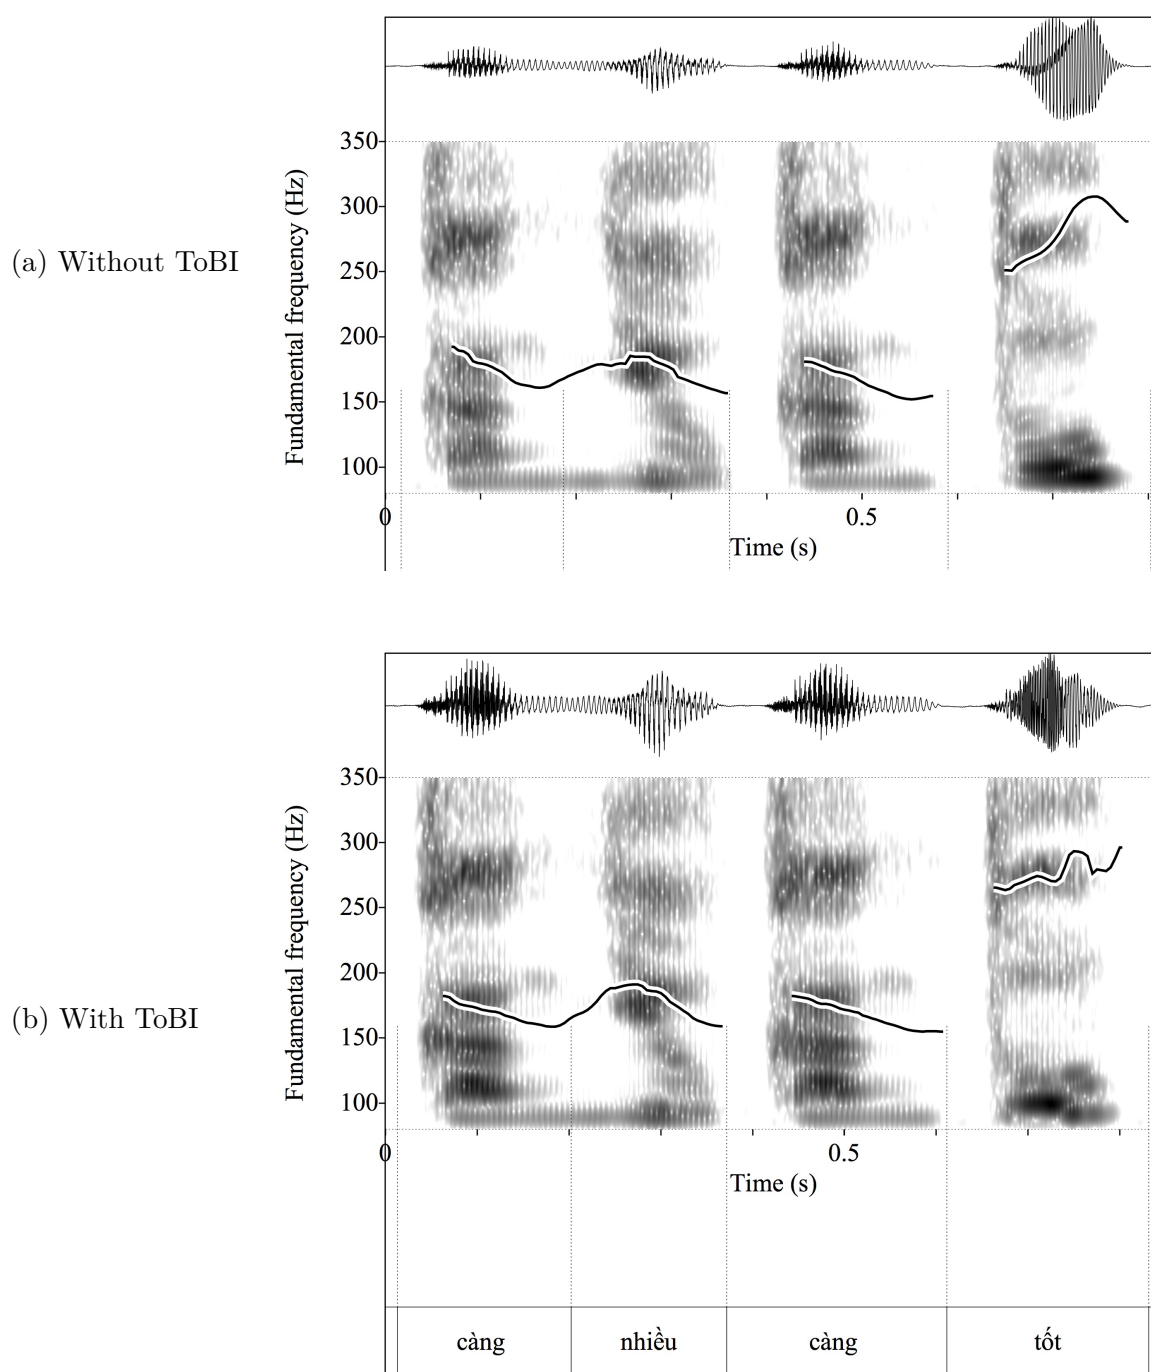 (a) Without ToBI
Fundamental frequency (Hz)
350
300
250
200
150
100
0
0.5
Time (s)
(b) With ToBI
Fundamental frequency (Hz)
350
300
250
200
150
100
0
0.5
Time (s)
càng nhiều càng tốt